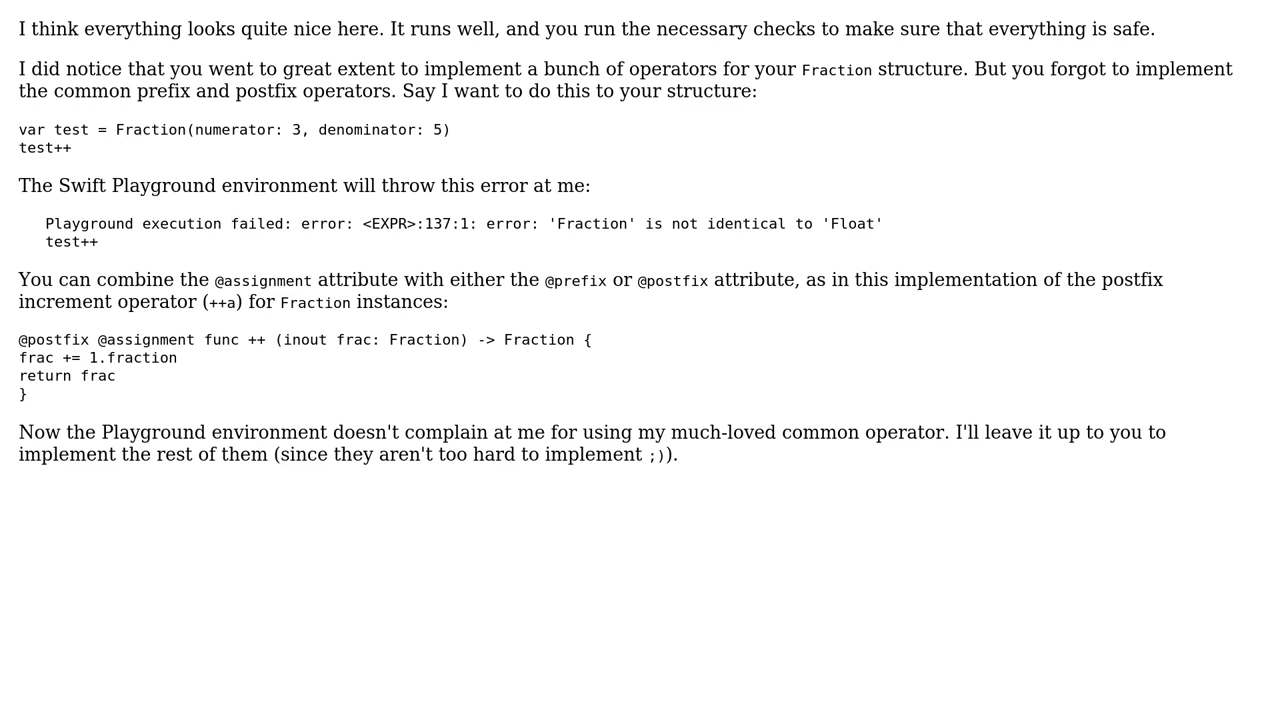 I think everything looks quite nice here. It runs well, and you run the necessary checks to make sure that everything is safe.
I did notice that you went to great extent to implement a bunch of operators for your Fraction structure. But you forgot to implement
the common prefix and postfix operators. Say I want to do this to your structure:
var test = Fraction(numerator: 3, denominator: 5)
test++
The Swift Playground environment will throw this error at me:
Playground execution failed: error: <EXPR>:137:1: error: 'Fraction' is not identical to 'Float'
test++
You can combine the @assignment attribute with either the @prefix or @postfix attribute, as in this implementation of the postfix
increment operator (++a) for Fraction instances:
@postfix @assignment func ++ (inout frac: Fraction) -> Fraction {
frac += 1.fraction
return frac
}
Now the Playground environment doesn't complain at me for using my much-loved common operator. I'll leave it up to you to
implement the rest of them (since they aren't too hard to implement ;)).